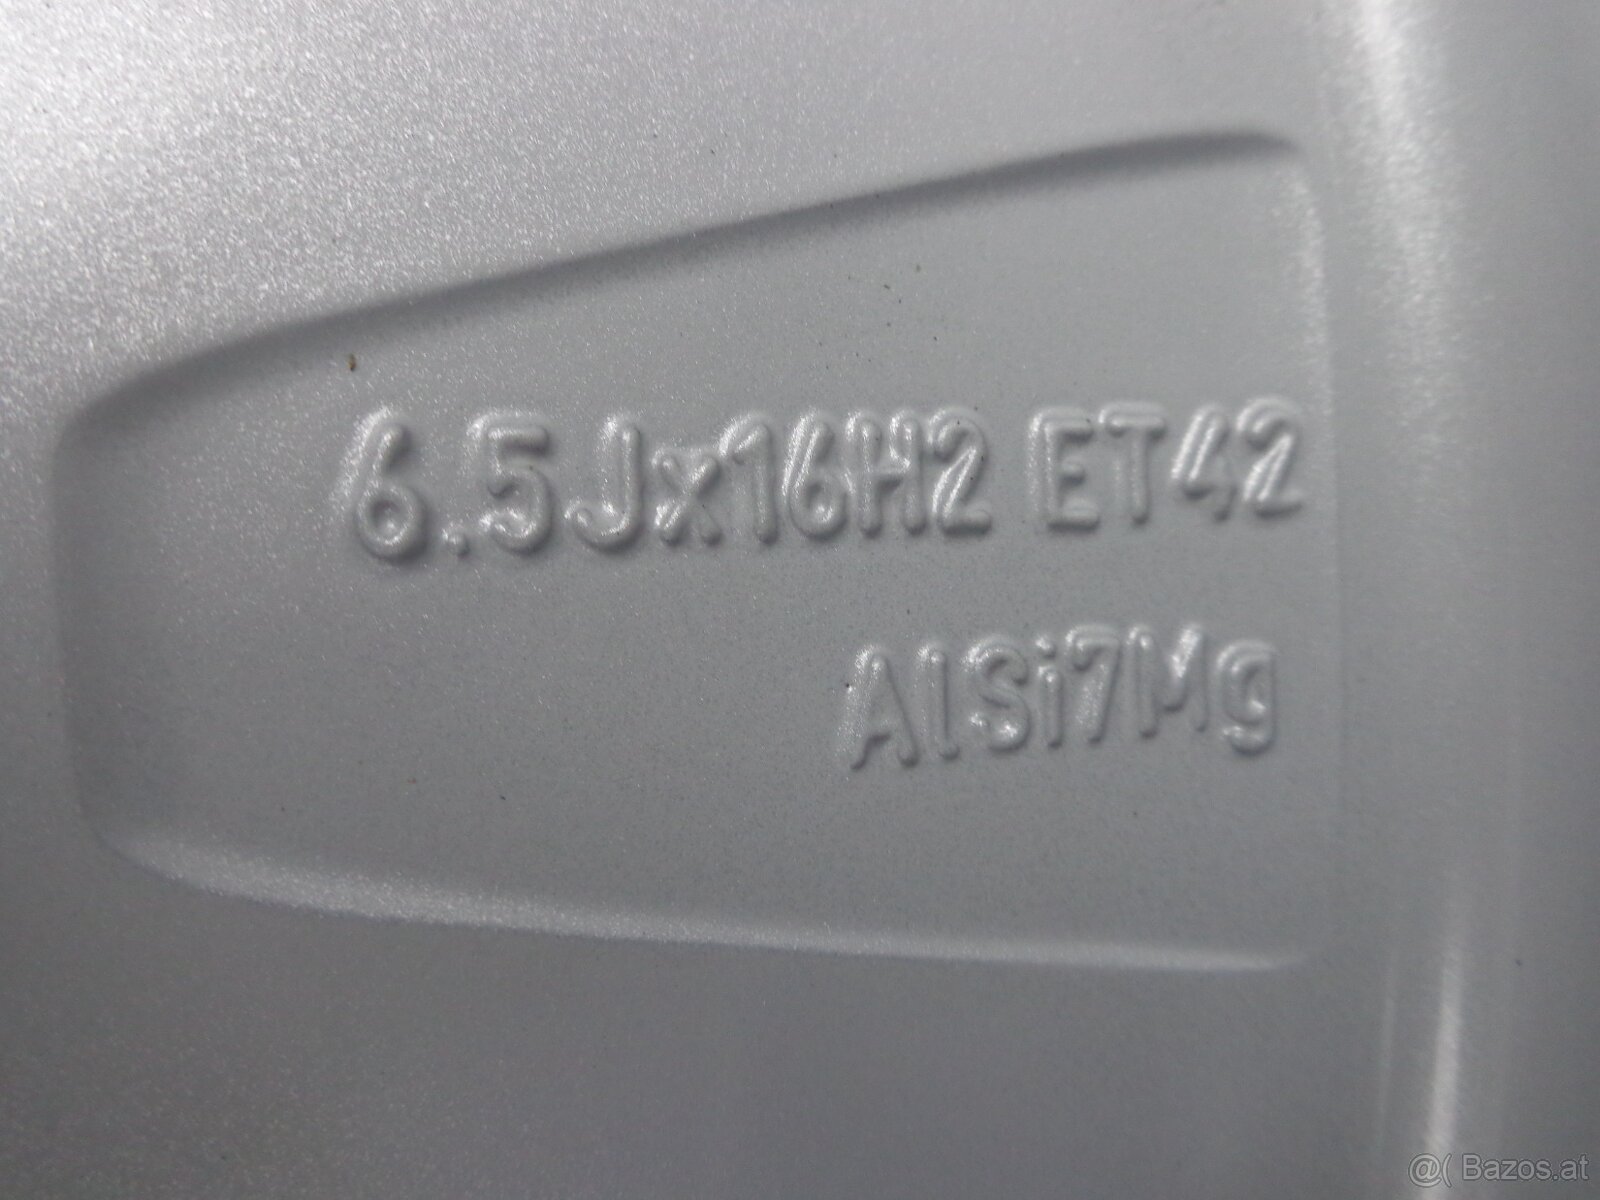 6.5Jx16H2 ET42
AlSi7Mg
@( Bazos.at